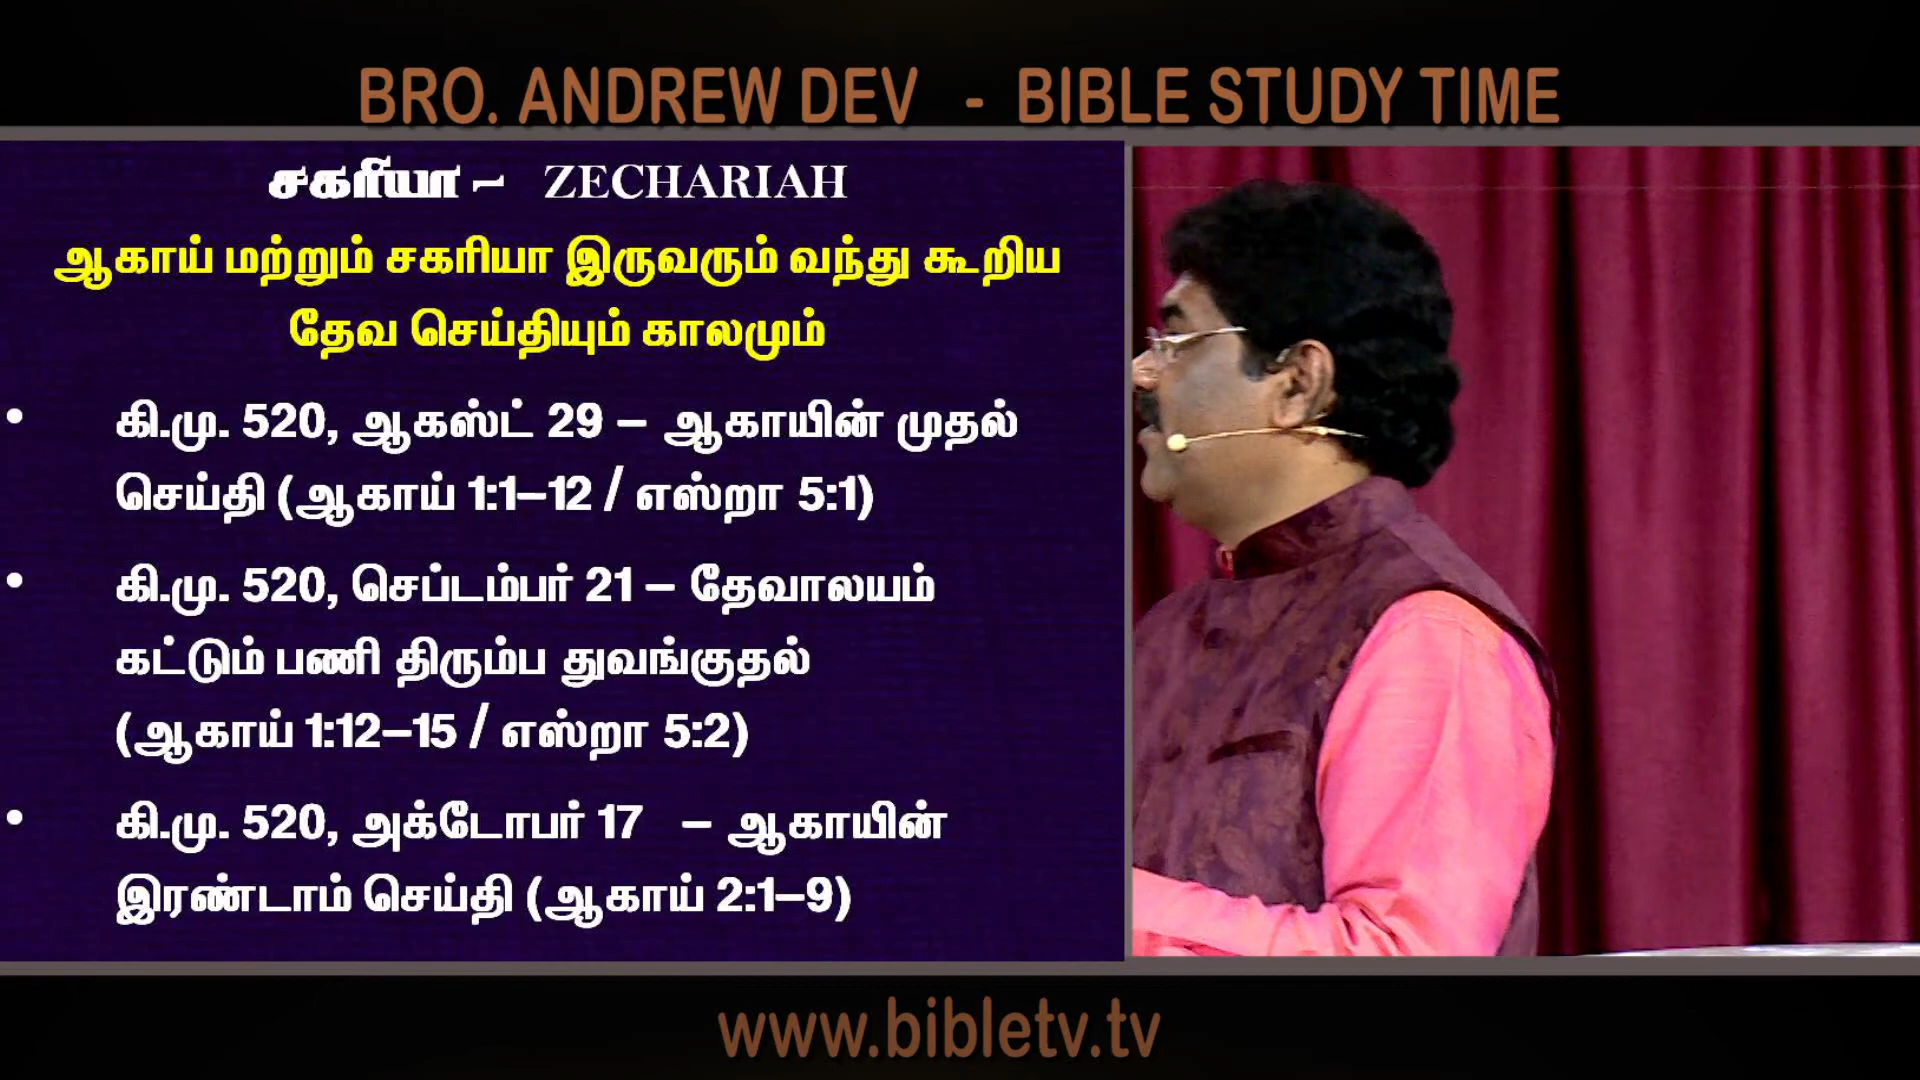 BRO. ANDREW DEV - BIBLE STUDY TIME
சகரியா - ZECHARIAH
ஆகாய் மற்றும் சகரியா இருவரும் வந்து கூறிய
தேவ செய்தியும் காலமும்
• கி.மு. 520, ஆகஸ்ட் 29 – ஆகாயின் முதல்
செய்தி (ஆகாய் 1:1–12 / எஸ்றா 5:1)
• கி.மு. 520, செப்டம்பர் 21 – தேவாலயம்
கட்டும் பணி திரும்ப துவங்குதல்
(ஆகாய் 1:12–15 / எஸ்றா 5:2)
• கி.மு. 520, அக்டோபர் 17 – ஆகாயின்
இரண்டாம் செய்தி (ஆகாய் 2:1–9)
www.bibletv.tv